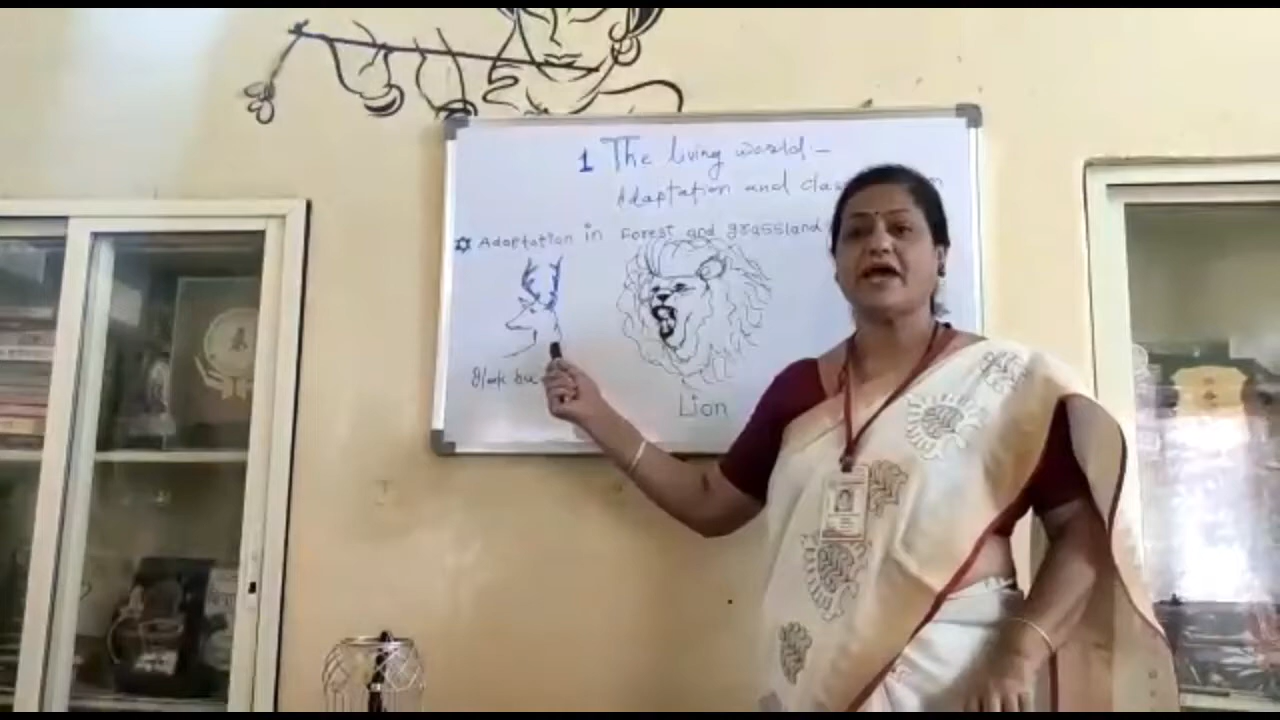 1 The living world:-
Adaptation and
✡ Adaptation in Forest and grassland
Lion